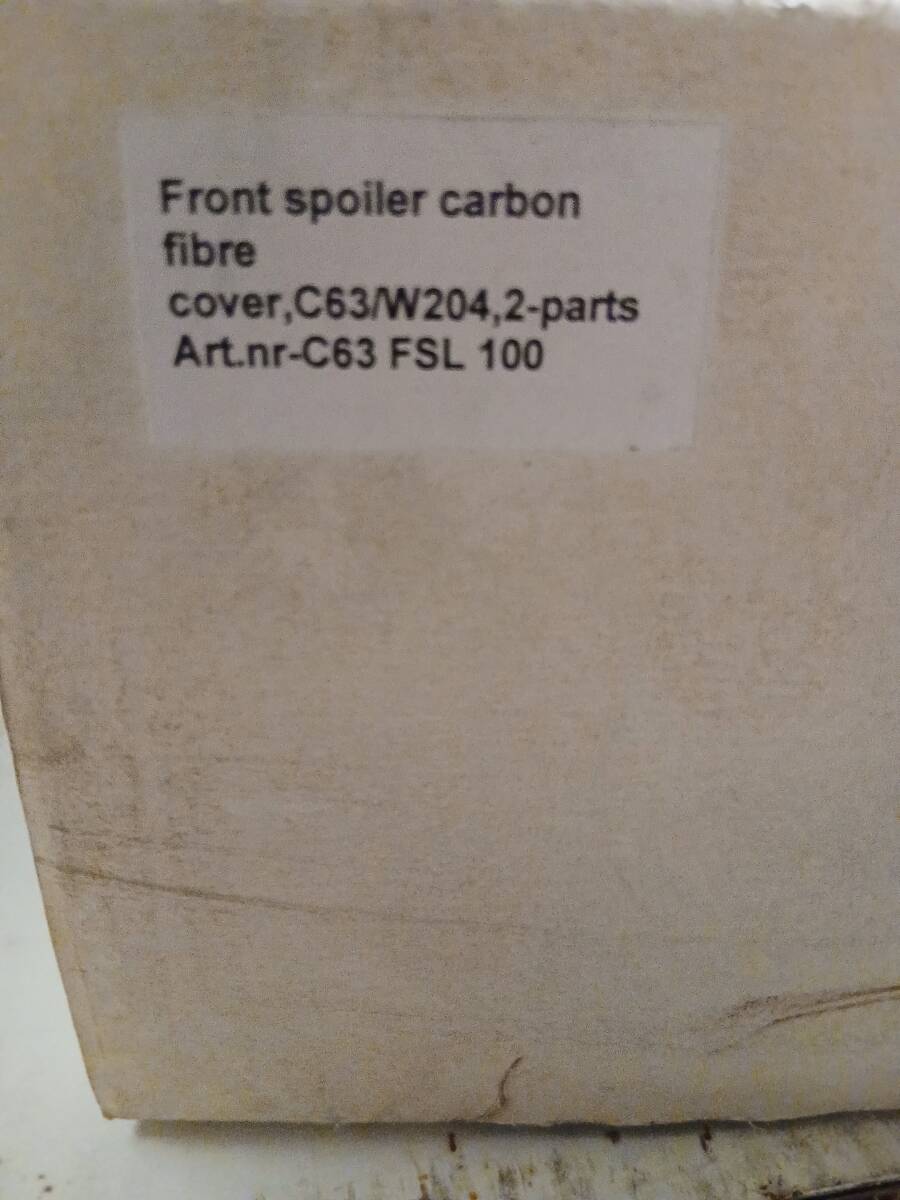 Front spoiler carbon
fibre
cover,C63/W204,2-parts
Art.nr-C63 FSL 100